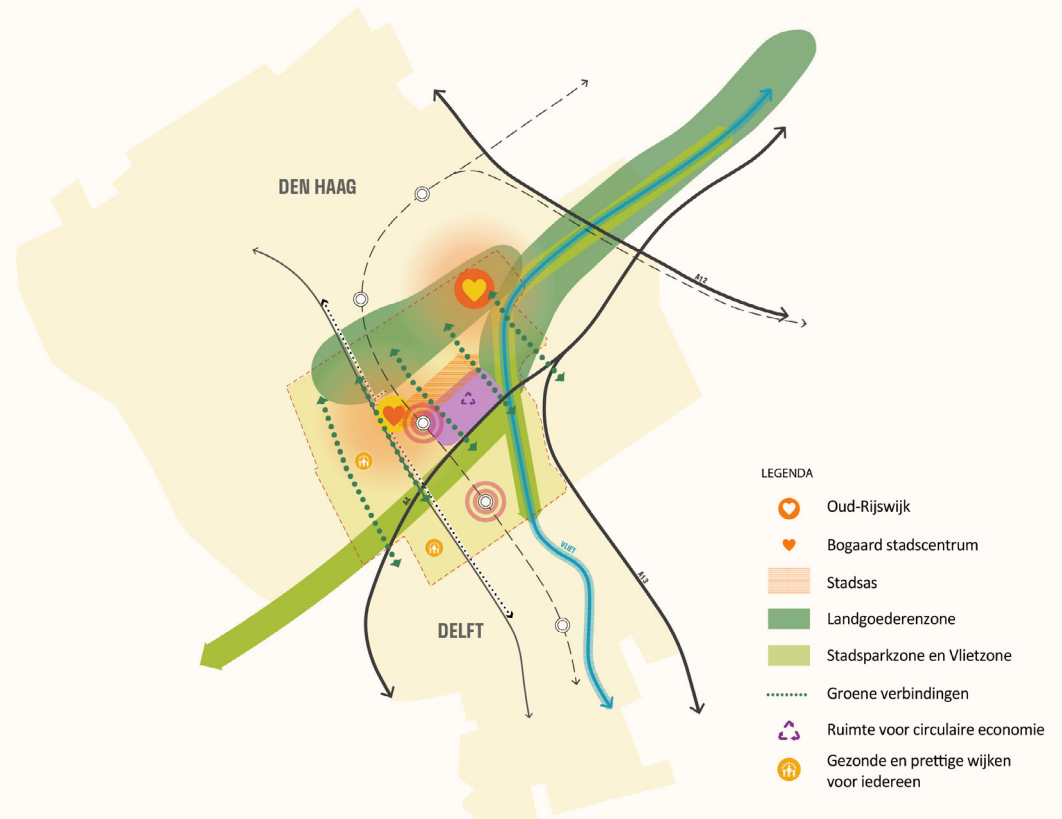 DEN HAAG
A12
A4
VLIET
A13
DELFT
LEGENDA
Oud-Rijswijk
Bogaard stadscentrum
Stadsas
Landgoederenzone
Stadsparkzone en Vlietzone
Groene verbindingen
Ruimte voor circulaire economie
Gezonde en prettige wijken
voor iedereen